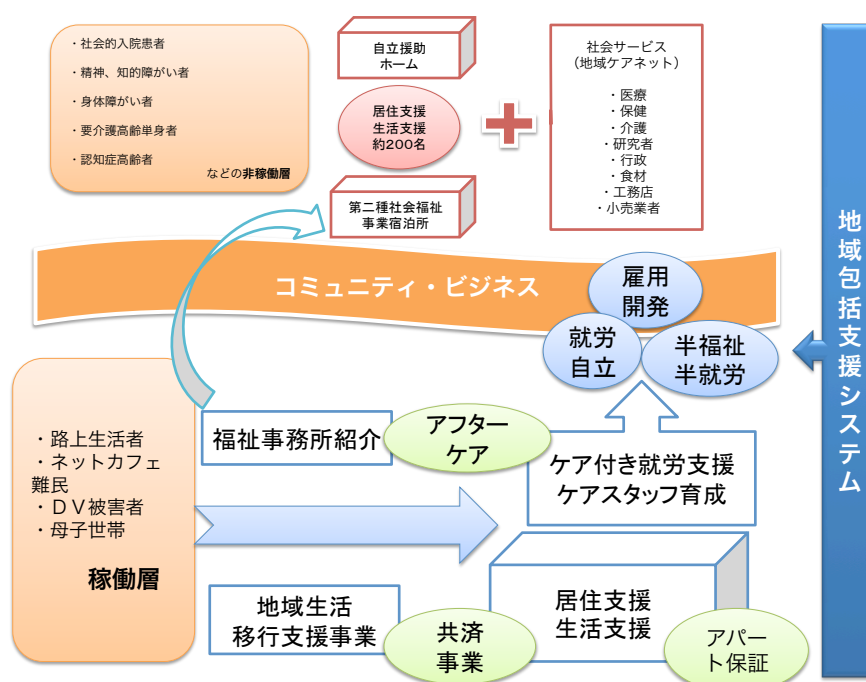 ・社会的入院患者
・精神、知的障がい者
・身体障がい者
・要介護高齢単身者
・認知症高齢者
などの非稼働層
自立援助
ホーム
居住支援
生活支援
約200名
第二種社会福祉
事業宿泊所
社会サービス
（地域ケアネット）
・医療
・保健
・介護
・研究者
・行政
・食材
・工務店
・小売業者
地域包括支援システム
コミュニティ・ビジネス
雇用
開発
就労
自立
半福祉
半就労
・路上生活者
・ネットカフェ
難民
・ＤＶ被害者
・母子世帯
稼働層
福祉事務所紹介
アフター
ケア
ケア付き就労支援
ケアスタッフ育成
地域生活
移行支援事業
共済
事業
居住支援
生活支援
アパー
ト保証